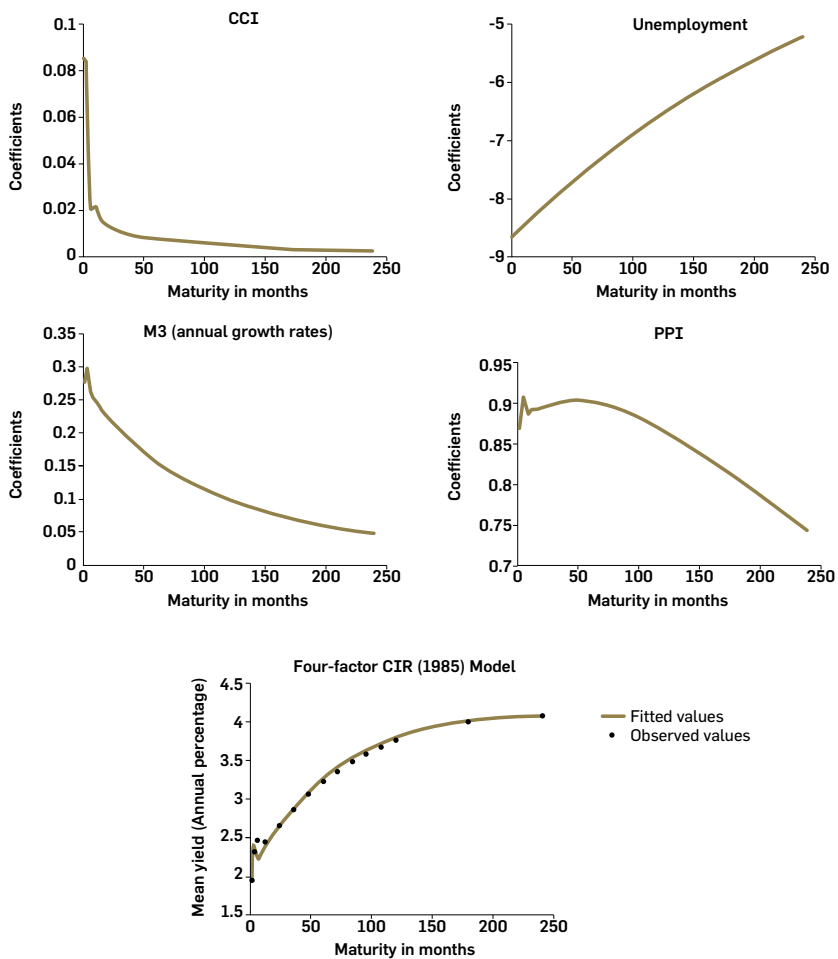 CCI
0.1
0.08
0.06
0.04
0.02
0
Coefficients
0 50 100 150 200 250
Maturity in months
Unemployment
-5
-6
-7
-8
-9
Coefficients
0 50 100 150 200 250
Maturity in months
M3 (annual growth rates)
0.35
0.3
0.25
0.2
0.15
0.1
0.05
0
Coefficients
0 50 100 150 200 250
Maturity in months
PPI
0.95
0.9
0.85
0.8
0.75
0.7
Coefficients
0 50 100 150 200 250
Maturity in months
Four-factor CIR (1985) Model
4.5
4
3.5
3
2.5
2
1.5
Mean yield (Annual percentage)
0 50 100 150 200 250
Maturity in months
Fitted values
Observed values